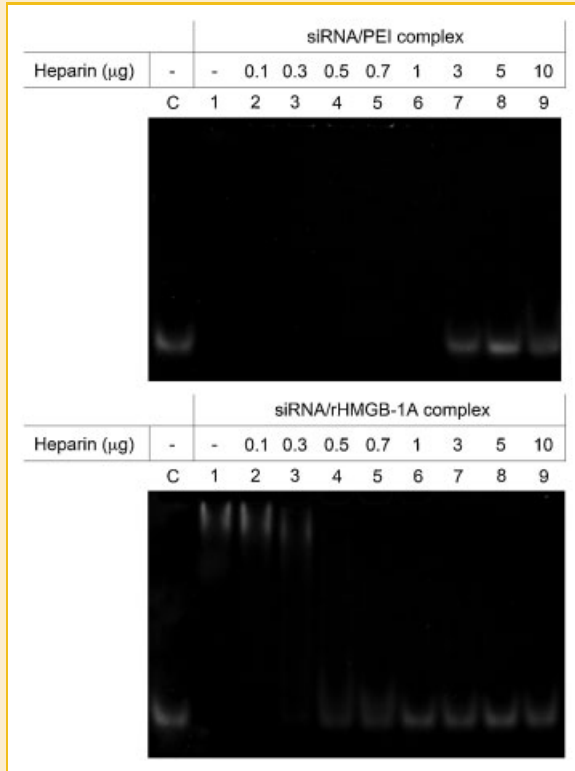 siRNA/PEI complex
Heparin (μg) - - 0.1 0.3 0.5 0.7 1 3 5 10
C 1 2 3 4 5 6 7 8 9
siRNA/rHMGB-1A complex
Heparin (μg) - - 0.1 0.3 0.5 0.7 1 3 5 10
C 1 2 3 4 5 6 7 8 9